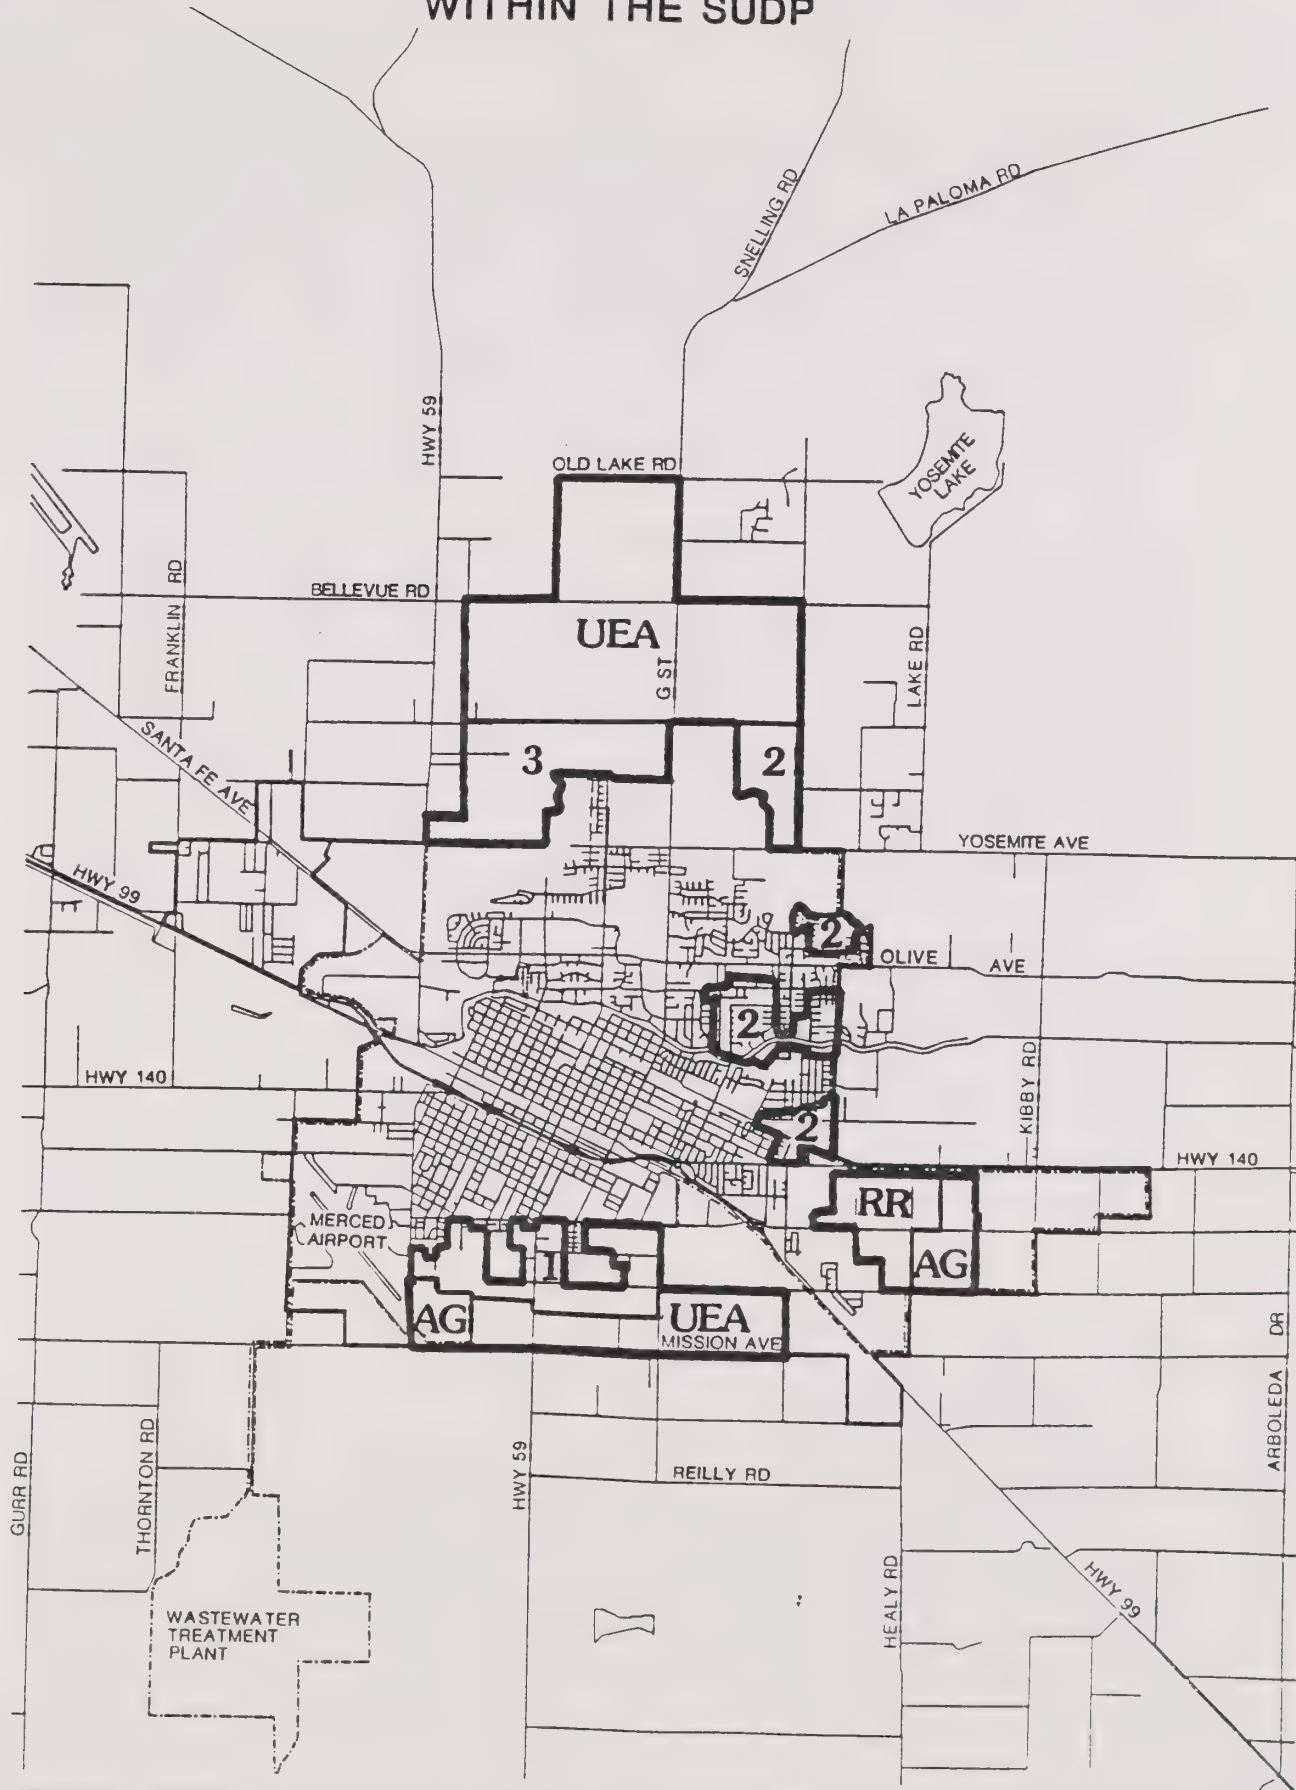 WITHIN THE SUDP
SNELLING RD
LA PALOMA RD
HWY 59
OLD LAKE RD
YOSEMITE
LAKE
FRANKLIN RD
BELLEVUE RD
UEA
G ST
LAKE RD
SANTA FE AVE
3
2
YOSEMITE AVE
HWY 99
2
OLIVE AVE
2
HWY 140
KIBBY RD
2
HWY 140
RR
MERCED
AIRPORT
1
AG
AG
UEA
MISSION AVE
ARBOLEDA DR
GURR RD
THORNTON RD
HWY 59
REILLY RD
HEALY RD
HWY 99
WASTEWATER
TREATMENT
PLANT